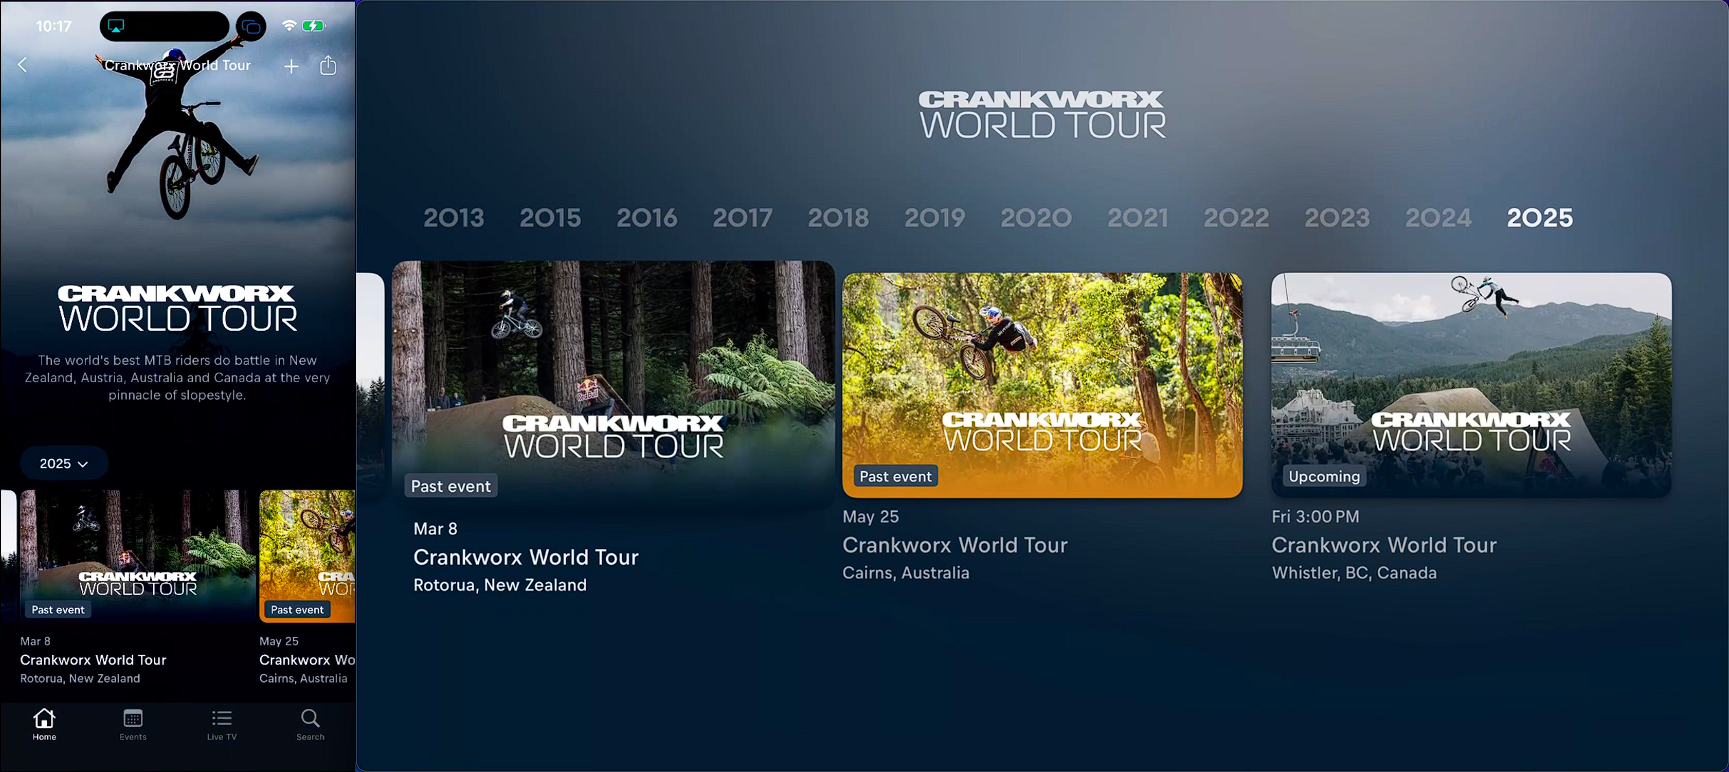 10:17
Crankworx World Tour
CRANKWORX
WORLD TOUR
The world's best MTB riders do battle in New
Zealand, Austria, Australia and Canada at the very
pinnacle of slopestyle.
2025
CRANKWORX
WORLD TOUR
Past event
Mar 8
Crankworx World Tour
Rotorua, New Zealand
CRA
WORL
Past event
May 25
Crankworx Wo
Cairns, Australia
Home
Events
Live TV
Search
CRANKWORX
WORLD TOUR
2013 2015 2016 2017 2018 2019 2020 2021 2022 2023 2024 2025
Red Bull
CRANKWORX
WORLD TOUR
Past event
Mar 8
Crankworx World Tour
Rotorua, New Zealand
CRANKWORX
WORLD TOUR
Past event
May 25
Crankworx World Tour
Cairns, Australia
CRANKWORX
WORLD TOUR
Upcoming
Fri 3:00 PM
Crankworx World Tour
Whistler, BC, Canada